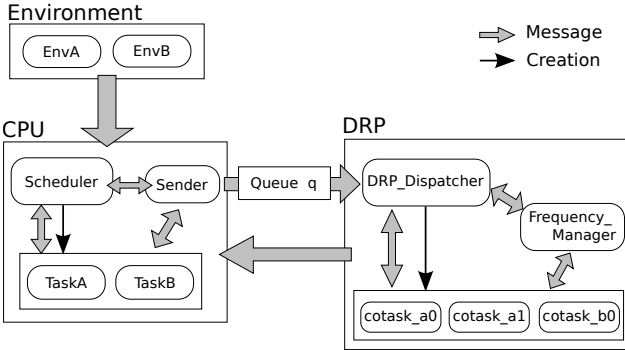 Environment
EnvA
EnvB
Message
Creation
CPU
DRP
Scheduler
Sender
Queue q
DRP_Dispatcher
Frequency_
Manager
TaskA
TaskB
cotask_a0
cotask_a1
cotask_b0